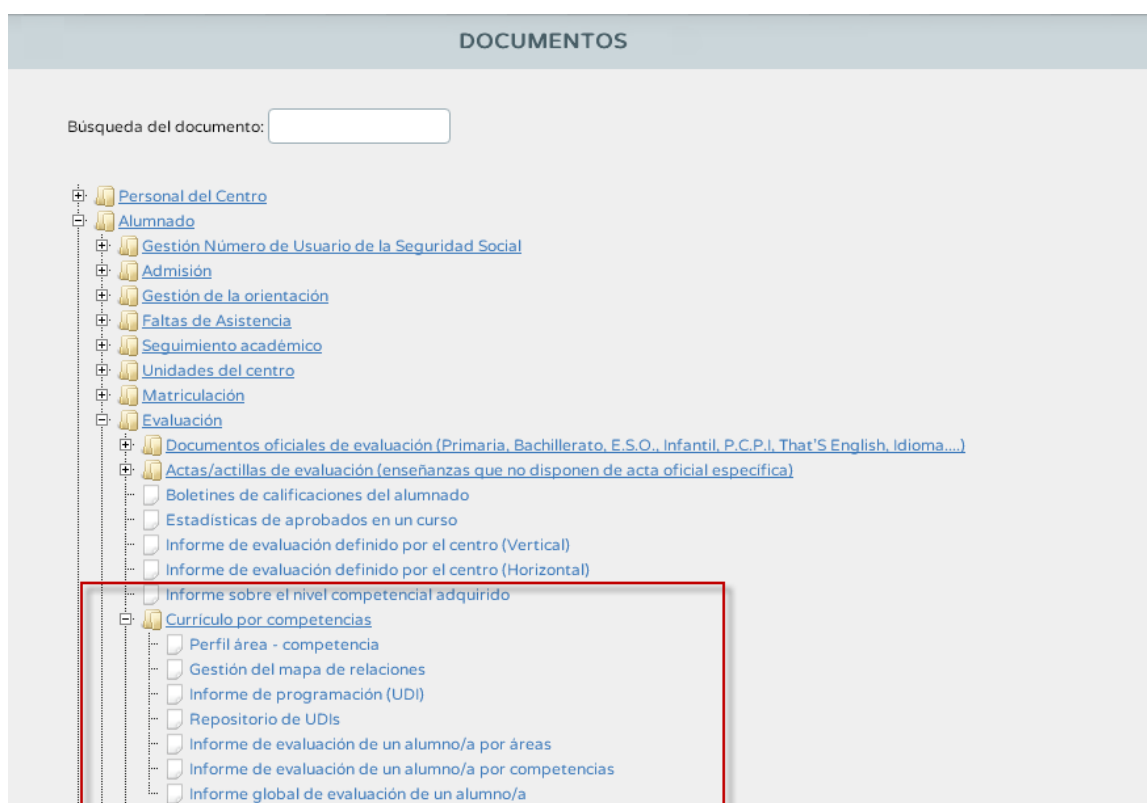 DOCUMENTOS
Búsqueda del documento:
Personal del Centro
Alumnado
Gestión Número de Usuario de la Seguridad Social
Admisión
Gestión de la orientación
Faltas de Asistencia
Seguimiento académico
Unidades del centro
Matriculación
Evaluación
Documentos oficiales de evaluación (Primaria, Bachillerato, E.S.O., Infantil, P.C.P.I, That'S English, Idioma....)
Actas/actillas de evaluación (enseñanzas que no disponen de acta oficial específica)
Boletines de calificaciones del alumnado
Estadísticas de aprobados en un curso
Informe de evaluación definido por el centro (Vertical)
Informe de evaluación definido por el centro (Horizontal)
Informe sobre el nivel competencial adquirido
Currículo por competencias
Perfil área - competencia
Gestión del mapa de relaciones
Informe de programación (UDI)
Repositorio de UDIs
Informe de evaluación de un alumno/a por áreas
Informe de evaluación de un alumno/a por competencias
Informe global de evaluación de un alumno/a